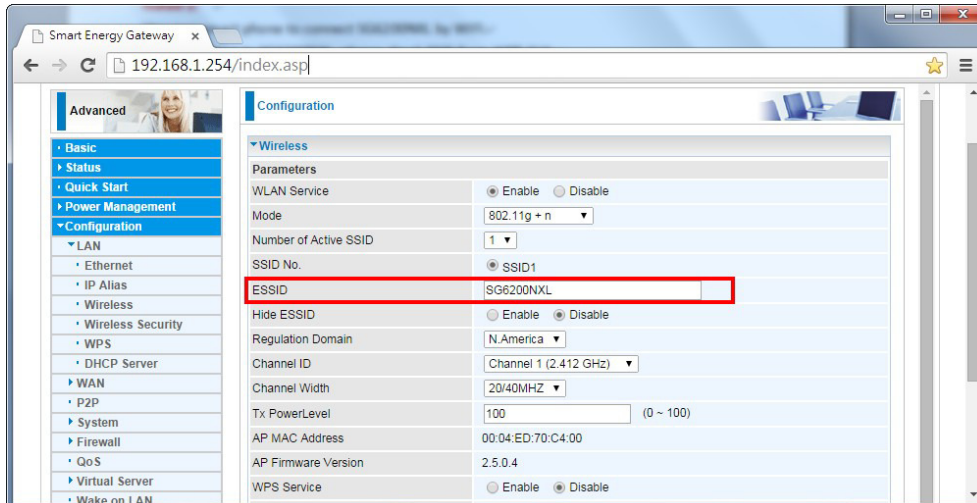 Smart Energy Gateway x
192.168.1.254/index.asp
Advanced
Basic
Status
Quick Start
Power Management
Configuration
LAN
Ethernet
IP Alias
Wireless
Wireless Security
WPS
DHCP Server
WAN
P2P
System
Firewall
QoS
Virtual Server
Wake on LAN
Configuration
Wireless
Parameters
WLAN Service Enable Disable
Mode 802.11g + n
Number of Active SSID 1
SSID No. SSID1
ESSID SG6200NXL
Hide ESSID Enable Disable
Regulation Domain N.America
Channel ID Channel 1 (2.412 GHz)
Channel Width 20/40MHZ
Tx PowerLevel 100 (0 ~ 100)
AP MAC Address 00:04:ED:70:C4:00
AP Firmware Version 2.5.0.4
WPS Service Enable Disable